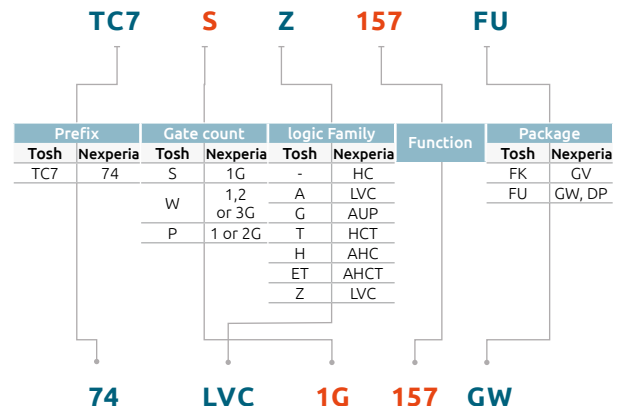 TC7 S Z 157 FU
Prefix Gate count logic Family Function Package
Tosh Nexperia Tosh Nexperia Tosh Nexperia Tosh Nexperia
TC7 74 S 1G - HC FK GV
W 1,2 or 3G A LVC FU GW, DP
G AUP
P 1 or 2G T HCT
H AHC
ET AHCT
Z LVC
74 LVC 1G 157 GW